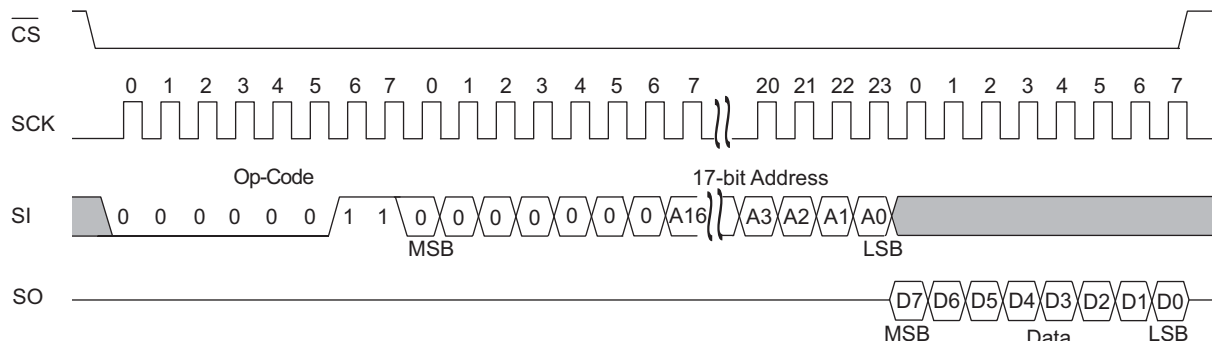 CS
0 1 2 3 4 5 6 7 0 1 2 3 4 5 6 7 20 21 22 23 0 1 2 3 4 5 6 7
SCK
Op-Code 17-bit Address
SI 0 0 0 0 0 0 1 1 0 0 0 0 0 0 0 A16 A3 A2 A1 A0
MSB LSB
SO D7 D6 D5 D4 D3 D2 D1 D0
MSB Data LSB